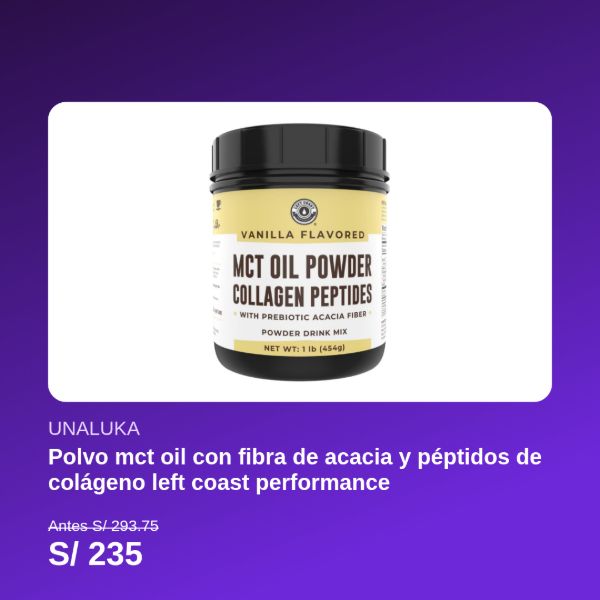 VANILLA FLAVORED
MCT OIL POWDER
COLLAGEN PEPTIDES
WITH PREBIOTIC ACACIA FIBER
POWDER DRINK MIX
NET WT: 1 lb (454g)
UNALUKA
Polvo mct oil con fibra de acacia y péptidos de
colágeno left coast performance
Antes S/ 293.75
S/ 235